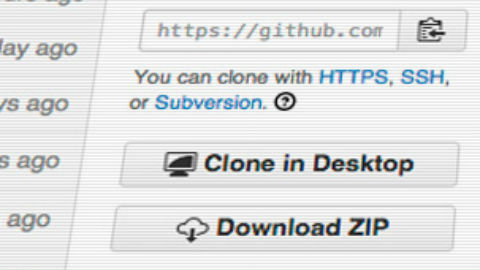 ago
https://github.com
day ago
You can clone with HTTPS, SSH,
ys ago
or Subversion.
s ago
Clone in Desktop
ago
Download ZIP